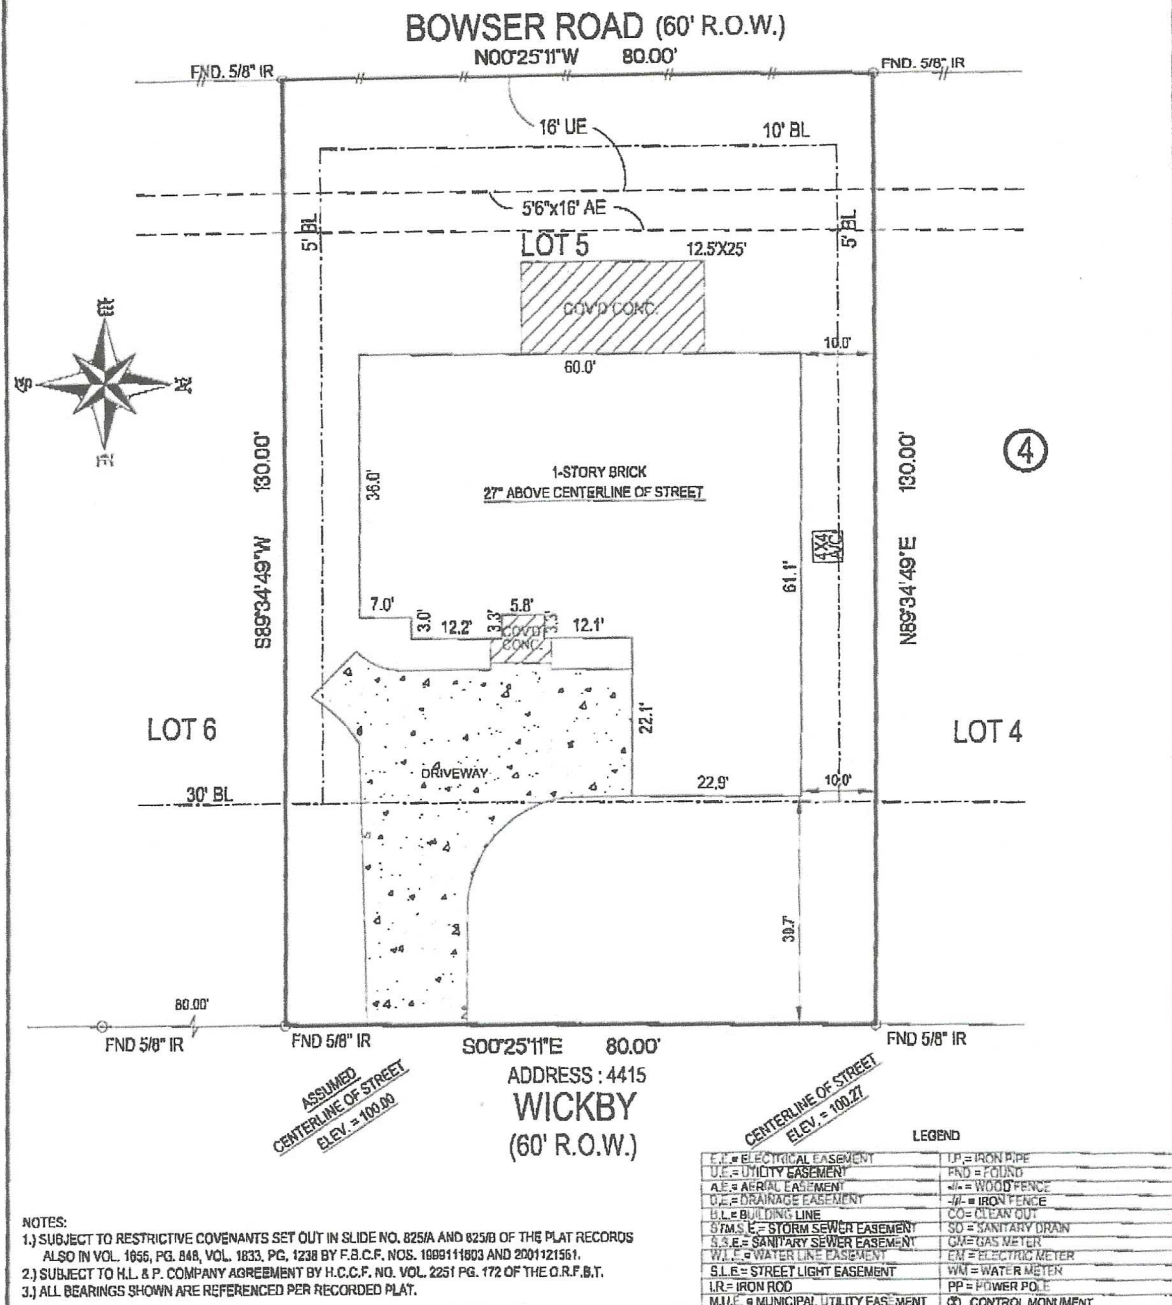 BOWSER ROAD (60' R.O.W.)
N00°25'11"W 80.00'
FND. 5/8" IR
FND. 5/8" IR
16' UE
10' BL
5'6"x16' AE
5' BL
5' BL
LOT 5
12.5'X25'
COV'D CONC.
60.0'
10.0'
130.00'
S89°34'49"W
130.00'
N89°34'49"E
4
36.0'
1-STORY BRICK
27" ABOVE CENTERLINE OF STREET
4X4
A/C
61.1'
7.0'
3.0'
12.2'
3.3'
5.8'
3.3'
12.1'
COV'D
CONC.
22.1'
LOT 6
LOT 4
DRIVEWAY
30' BL
22.9'
10.0'
30.7'
80.00'
FND 5/8" IR
FND 5/8" IR
S00°25'11"E 80.00'
FND 5/8" IR
ADDRESS : 4415
WICKBY
(60' R.O.W.)
ASSUMED
CENTERLINE OF STREET
ELEV. = 100.00
CENTERLINE OF STREET
ELEV. = 100.27
LEGEND
E.E.= ELECTRICAL EASEMENT
U.E.= UTILITY EASEMENT
A.E.= AERIAL EASEMENT
D.E.= DRAINAGE EASEMENT
B.L.= BUILDING LINE
STM.S.E.= STORM SEWER EASEMENT
S.S.E.= SANITARY SEWER EASEMENT
W.L.E.= WATER LINE EASEMENT
S.L.E.= STREET LIGHT EASEMENT
I.R.= IRON ROD
M.U.E. = MUNICIPAL UTILITY EASEMENT
I.P.= IRON PIPE
FND = FOUND
-//- = WOOD FENCE
-/- = IRON FENCE
CO= CLEAN OUT
SD = SANITARY DRAIN
GM= GAS METER
EM = ELECTRIC METER
WM = WATER METER
PP = POWER POLE
CONTROL MONUMENT
NOTES:
1.) SUBJECT TO RESTRICTIVE COVENANTS SET OUT IN SLIDE NO. 825/A AND 825/B OF THE PLAT RECORDS
ALSO IN VOL. 1655, PG. 848, VOL. 1833, PG. 1238 BY F.B.C.F. NOS. 1999111603 AND 2001121551.
2.) SUBJECT TO H.L. & P. COMPANY AGREEMENT BY H.C.C.F. NO. VOL. 2251 PG. 172 OF THE O.R.F.B.T.
3.) ALL BEARINGS SHOWN ARE REFERENCED PER RECORDED PLAT.